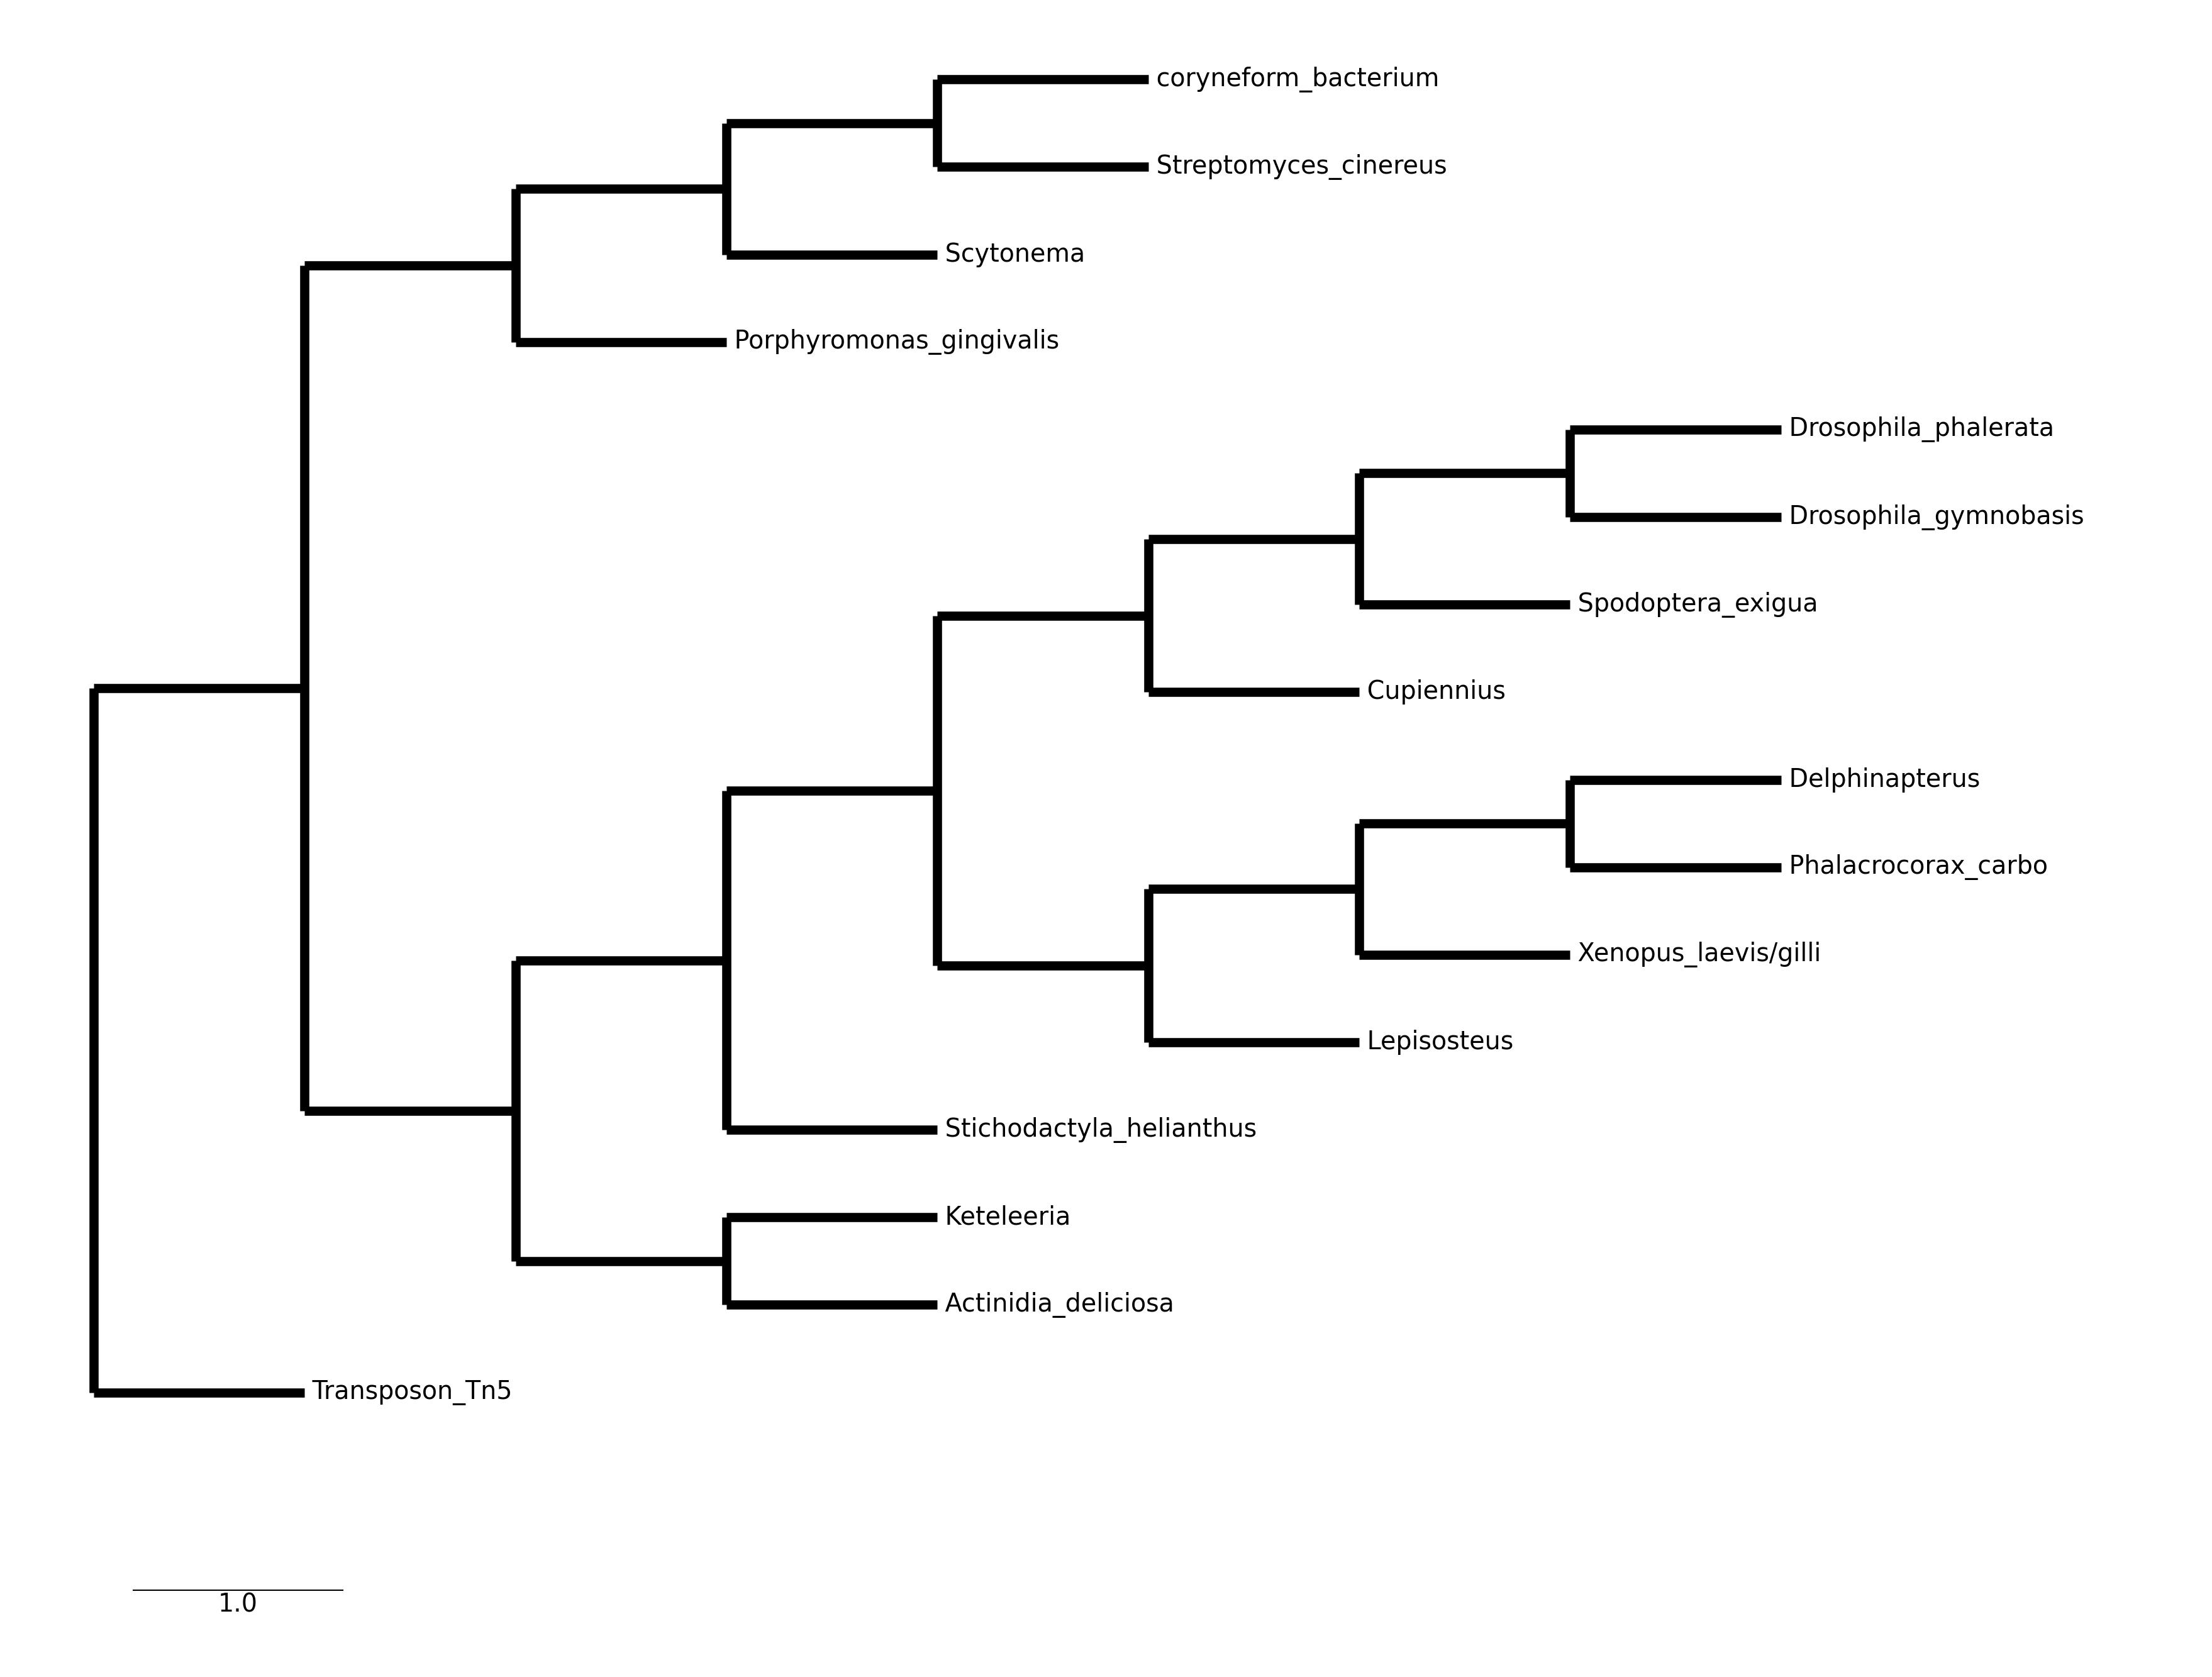 coryneform_bacterium
Streptomyces_cinereus
Scytonema
Porphyromonas_gingivalis
Drosophila_phalerata
Drosophila_gymnobasis
Spodoptera_exigua
Cupiennius
Delphinapterus
Phalacrocorax_carbo
Xenopus_laevis/gilli
Lepisosteus
Stichodactyla_helianthus
Keteleeria
Actinidia_deliciosa
Transposon_Tn5
1.0